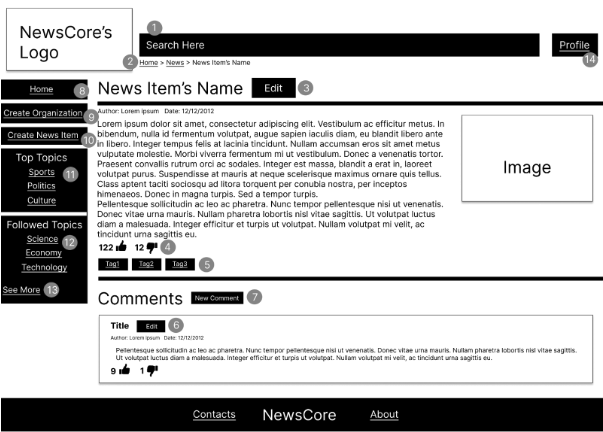 NewsCore's
Logo
1
Search Here
Profile
14
2
Home > News > News Item's Name
Home
8
Create Organization
9
Create News Item
10
Top Topics
Sports
11
Politics
Culture
Followed Topics
Science
12
Economy
Technology
See More
13
News Item's Name
Edit
3
Author: Lorem Ipsum Date: 12/12/2012
Lorem ipsum dolor sit amet, consectetur adipiscing elit. Vestibulum ac efficitur metus. In
bibendum, nulla id fermentum volutpat, augue sapien iaculis diam, eu blandit libero ante
in libero. Integer tempus felis at lacinia tincidunt. Nullam accumsan eros sit amet metus
vulputate molestie. Morbi viverra fermentum mi ut vestibulum. Donec a venenatis tortor.
Praesent convallis rutrum orci ac sodales. Integer est massa, blandit a erat in, laoreet
volutpat purus. Suspendisse at mauris at neque scelerisque maximus ornare quis tellus.
Class aptent taciti sociosqu ad litora torquent per conubia nostra, per inceptos
himenaeos. Donec in magna turpis. Sed a tempor turpis.
Pellentesque sollicitudin ac leo ac pharetra. Nunc tempor pellentesque nisi ut venenatis.
Donec vitae urna mauris. Nullam pharetra lobortis nisl vitae sagittis. Ut volutpat luctus
diam a malesuada. Integer efficitur et turpis ut volutpat. Nullam volutpat mi velit, ac
tincidunt urna sagittis eu.
Image
122 12
4
Tag1 Tag2 Tag3
5
Comments
New Comment
7
Title
Edit
6
Author: Lorem Ipsum Date: 12/12/2012
Pellentesque sollicitudin ac leo ac pharetra. Nunc tempor pellentesque nisi ut venenatis. Donec vitae urna mauris. Nullam pharetra lobortis nisl vitae sagittis.
Ut volutpat luctus diam a malesuada. Integer efficitur et turpis ut volutpat. Nullam volutpat mi velit, ac tincidunt urna sagittis eu.
9 1
Contacts NewsCore About